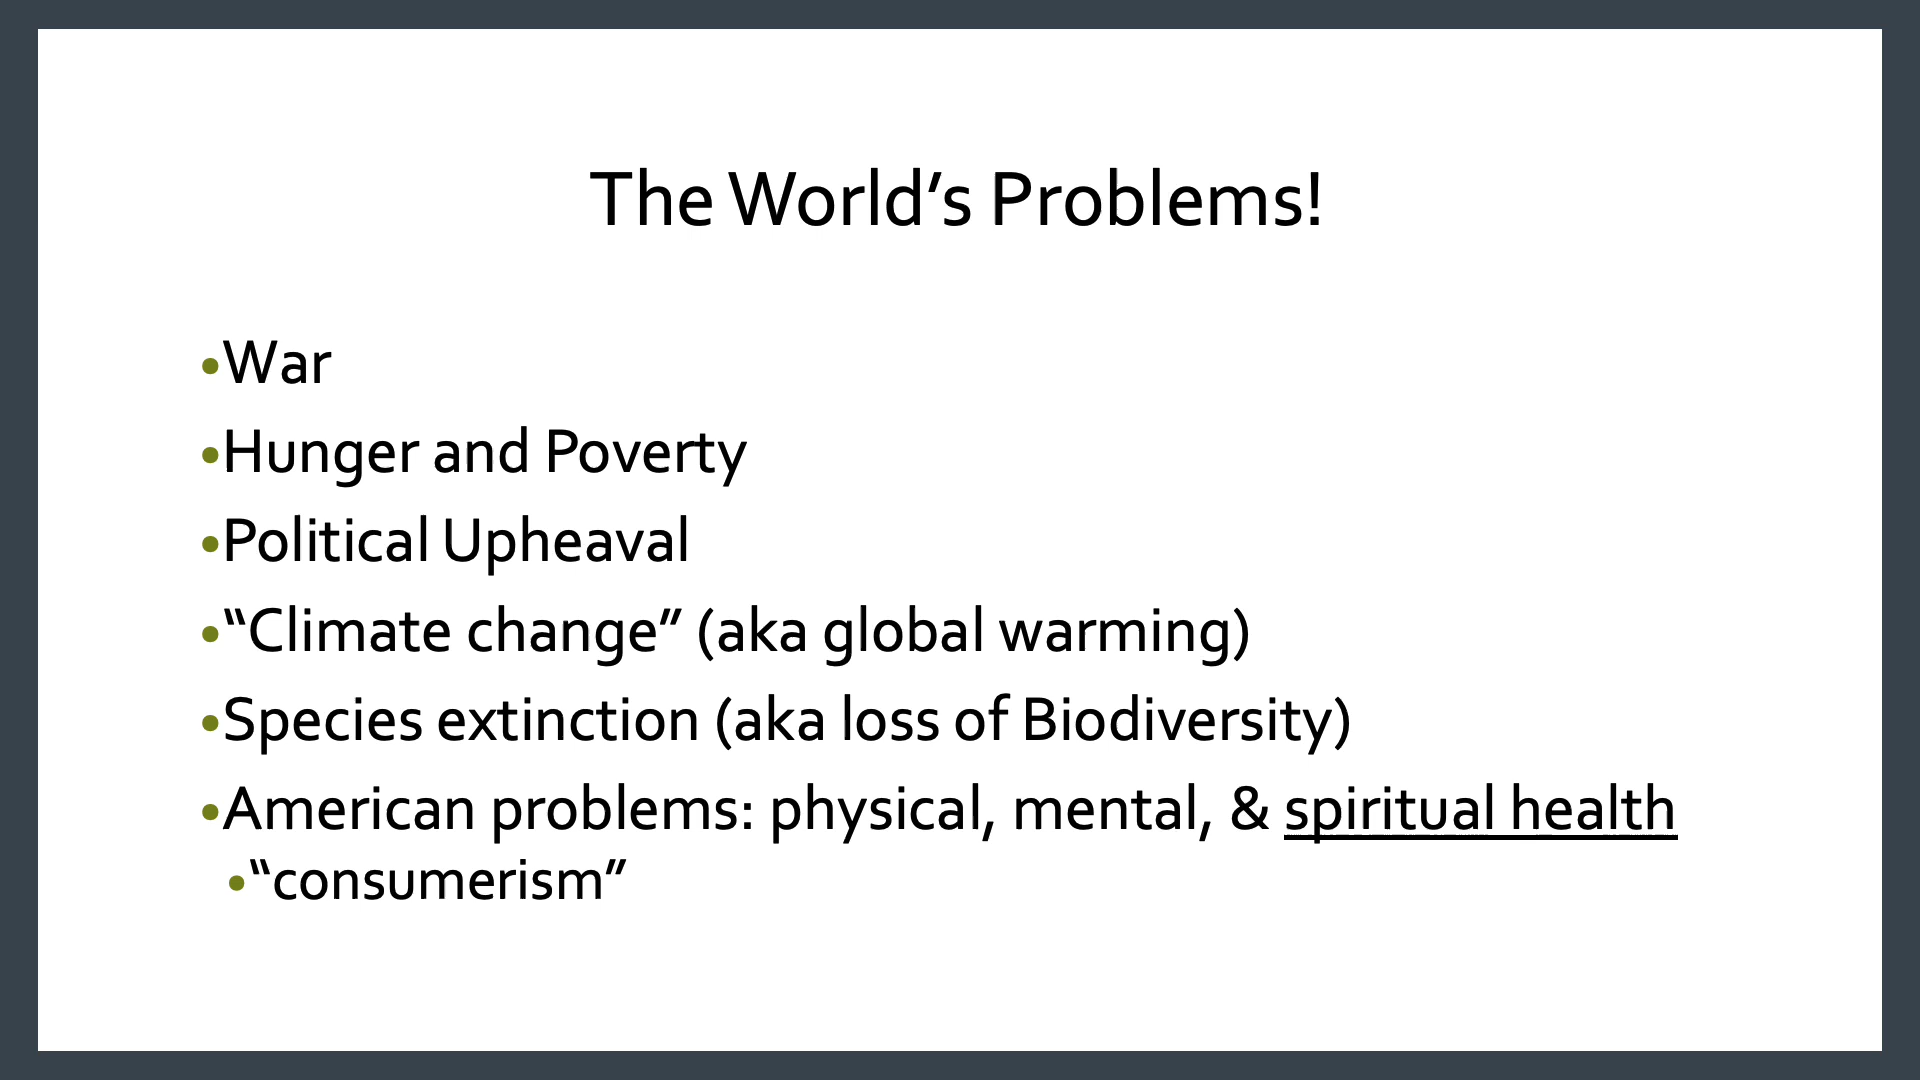 The World’s Problems!
•War
•Hunger and Poverty
•Political Upheaval
•“Climate change” (aka global warming)
•Species extinction (aka loss of Biodiversity)
•American problems: physical, mental, & spiritual health
•“consumerism”